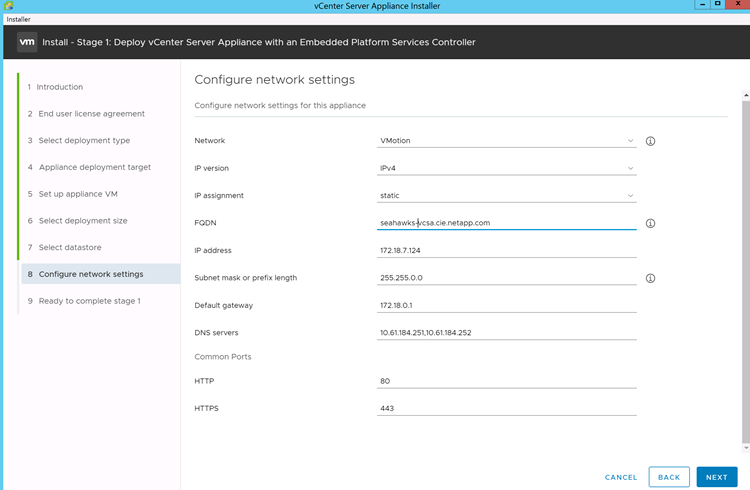 vCenter Server Appliance Installer
Installer
vm Install - Stage 1: Deploy vCenter Server Appliance with an Embedded Platform Services Controller
1 Introduction
2 End user license agreement
3 Select deployment type
4 Appliance deployment target
5 Set up appliance VM
6 Select deployment size
7 Select datastore
8 Configure network settings
9 Ready to complete stage 1
Configure network settings
Configure network settings for this appliance
Network VMotion
IP version IPv4
IP assignment static
FQDN seahawks-vcsa.cie.netapp.com
IP address 172.18.7.124
Subnet mask or prefix length 255.255.0.0
Default gateway 172.18.0.1
DNS servers 10.61.184.251,10.61.184.252
Common Ports
HTTP 80
HTTPS 443
CANCEL BACK NEXT